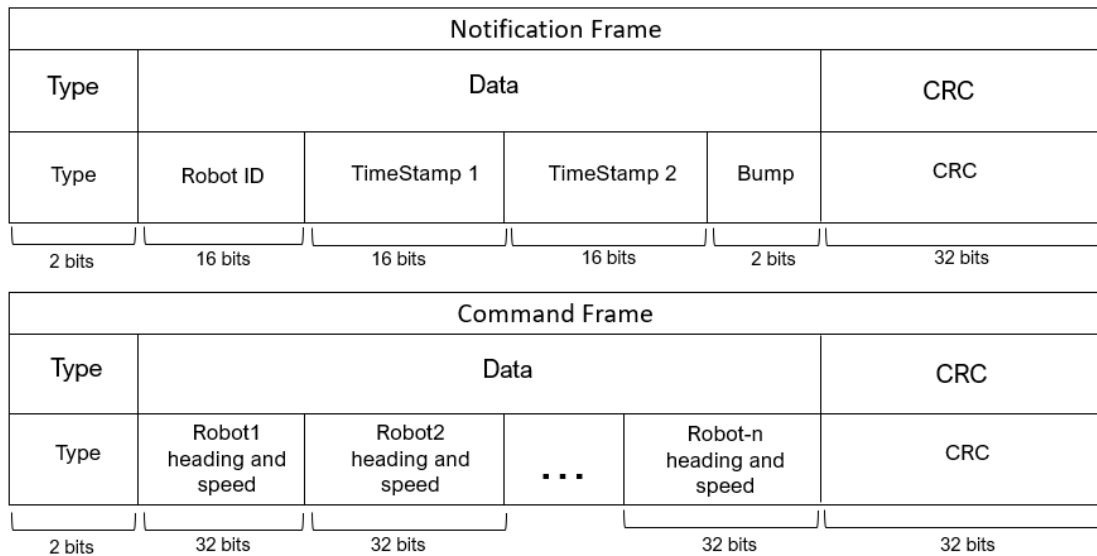 Notification Frame
Type Data CRC
Type Robot ID TimeStamp 1 TimeStamp 2 Bump CRC
2 bits 16 bits 16 bits 16 bits 2 bits 32 bits
Command Frame
Type Data CRC
Type Robot1 heading and speed Robot2 heading and speed ... Robot-n heading and speed CRC
2 bits 32 bits 32 bits 32 bits 32 bits